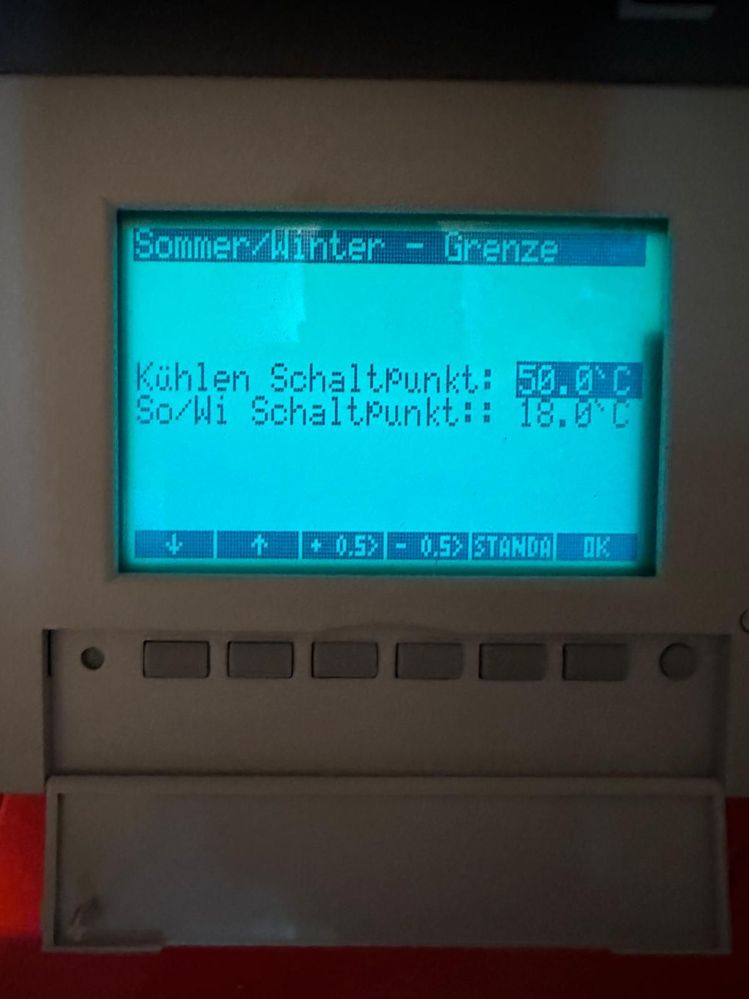 Sommer/Winter - Grenze
Kühlen Schaltpunkt: 50.0`C
So/Wi Schaltpunkt:: 18.0`C
↓ ↑ + 0.5> - 0.5> STANDA OK